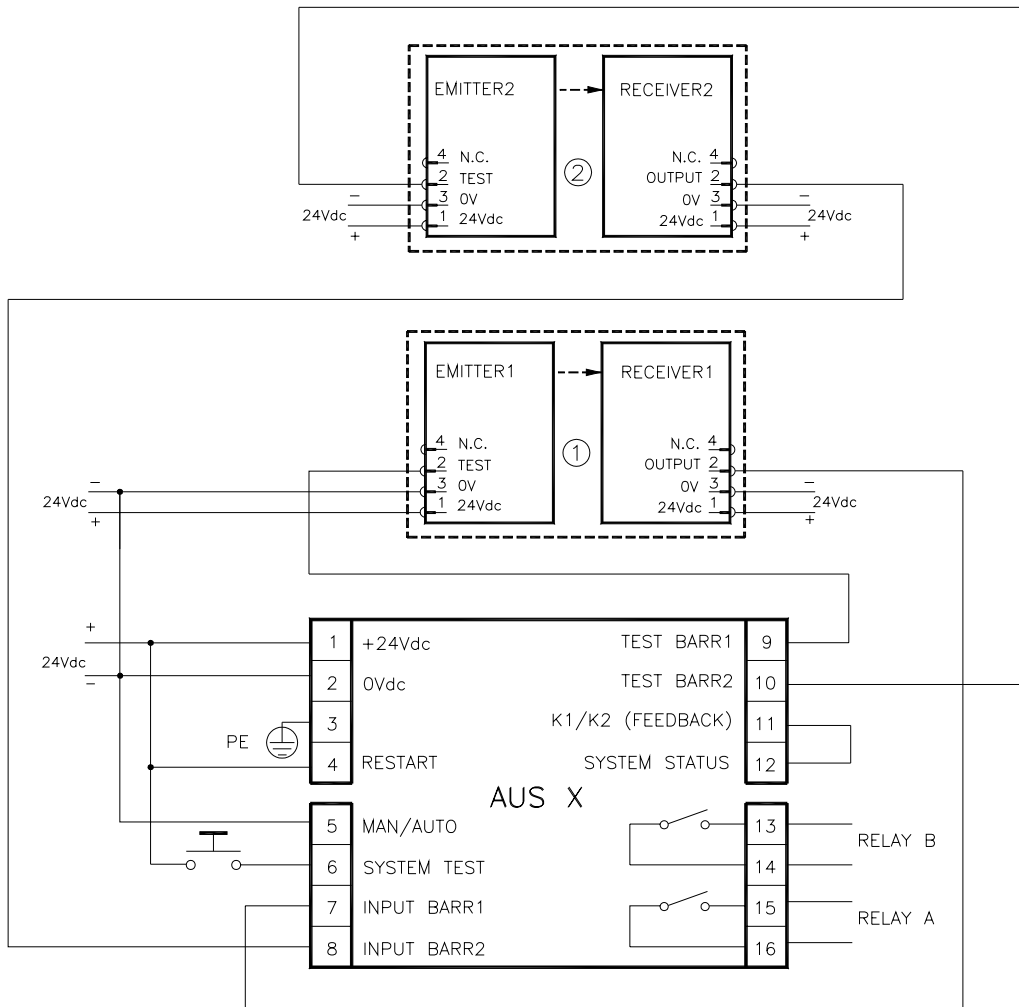 EMITTER2 RECEIVER2
4 N.C. N.C. 4
2 TEST ② OUTPUT 2
− 3 0V 0V 3 −
24Vdc 1 24Vdc 24Vdc 1 24Vdc
+ +
EMITTER1 RECEIVER1
4 N.C. N.C. 4
2 TEST ① OUTPUT 2
− 3 0V 0V 3 −
24Vdc 1 24Vdc 24Vdc 1 24Vdc
+ +
+ 1 +24Vdc TEST BARR1 9
24Vdc
− 2 0Vdc TEST BARR2 10
3 K1/K2 (FEEDBACK) 11
PE
4 RESTART SYSTEM STATUS 12
AUS X
5 MAN/AUTO 13
RELAY B
6 SYSTEM TEST 14
7 INPUT BARR1 15
RELAY A
8 INPUT BARR2 16